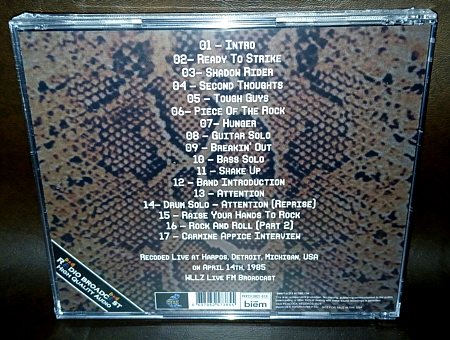 01 – Intro
02– Ready To Strike
03– Shadon Rider
04 – Second Thoughts
05 – Tough Guys
06– Piece Of The Rock
07– Hunger
08 – Guitar Solo
09 – Breakin' Out
10 – Bass Solo
11 – Shake Up
12 – Band Introduction
13 – Attention
14– Drum Solo – Attention (Reprise)
15 – Raise Your Hands To Rock
16 – Rock And Roll (Part 2)
17 – Carmine Appice Interview
Recoded Live at Harpos, Detroit, Michigan, USA
on April 14th, 1985
WLLZ Live FM Broadcast
High Quality Audio
biem